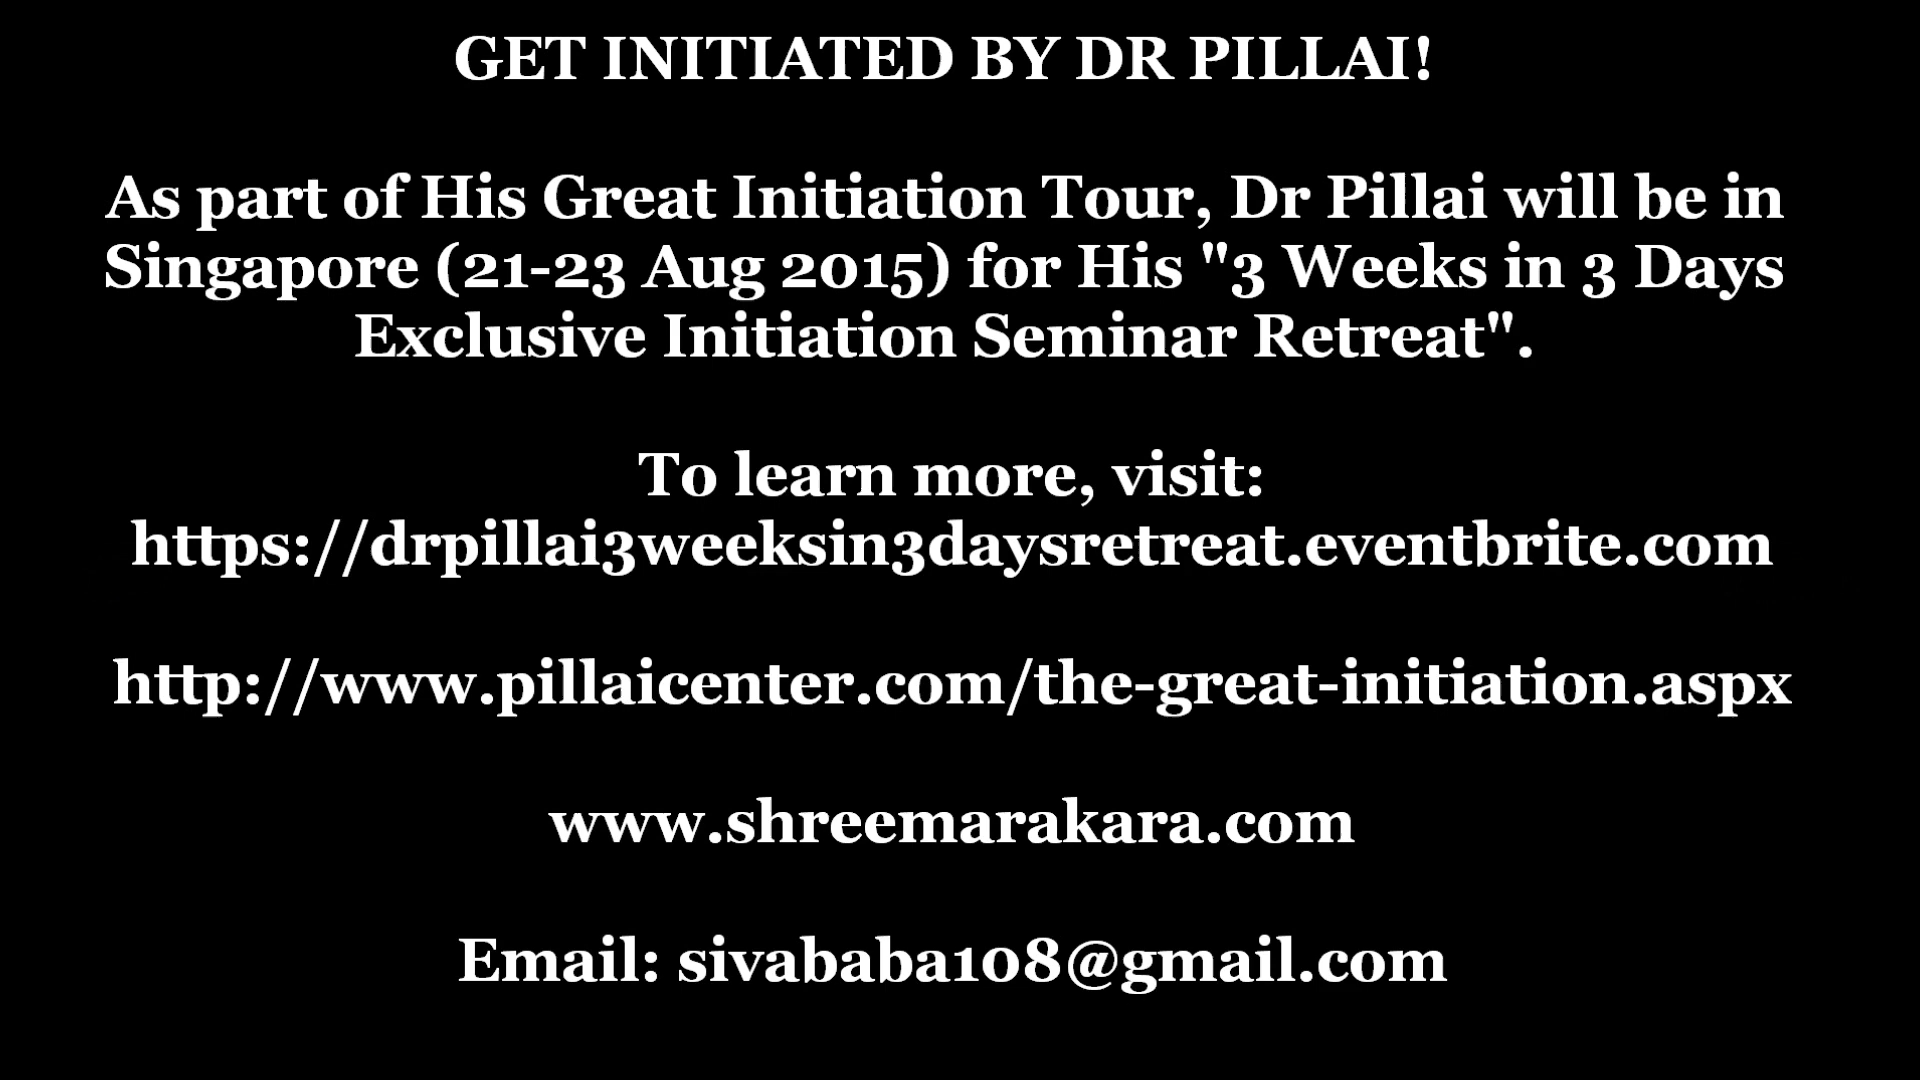 GET INITIATED BY DR PILLAI!
As part of His Great Initiation Tour, Dr Pillai will be in
Singapore (21-23 Aug 2015) for His "3 Weeks in 3 Days
Exclusive Initiation Seminar Retreat".
To learn more, visit:
https://drpillai3weeksin3daysretreat.eventbrite.com
http://www.pillaicenter.com/the-great-initiation.aspx
www.shreemarakara.com
Email: sivababa108@gmail.com